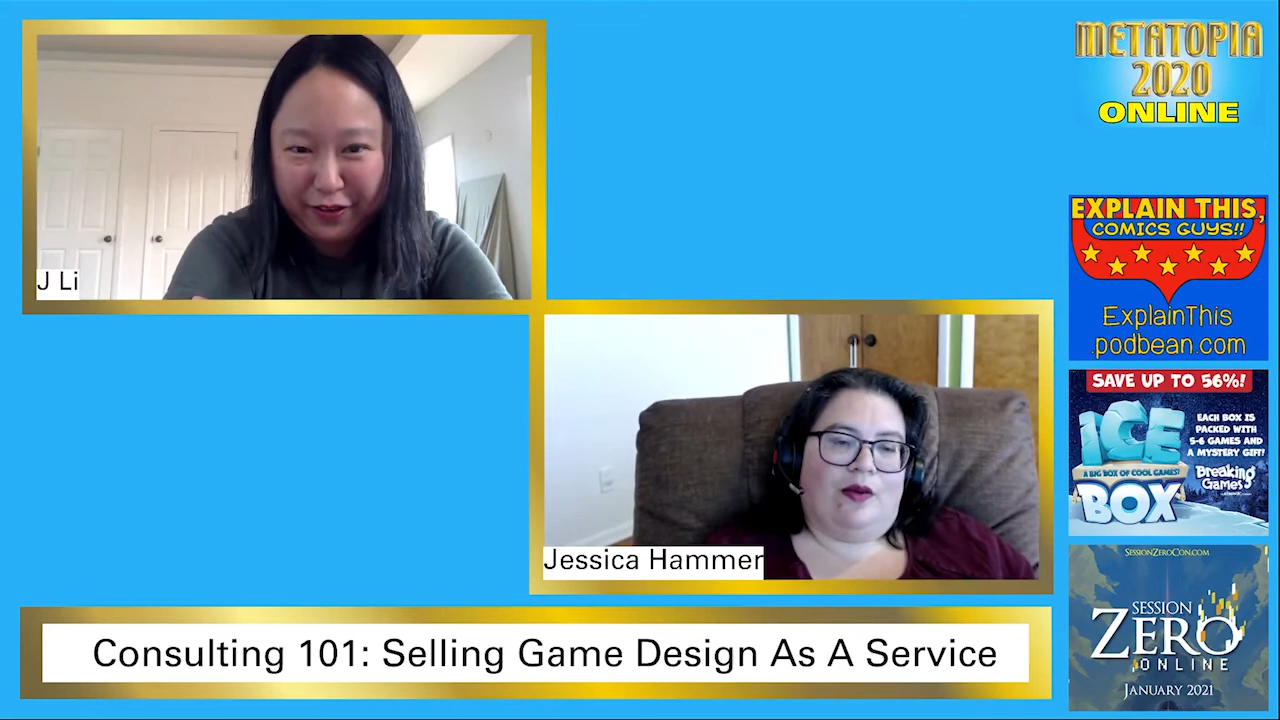 METATOPIA
2020
ONLINE
J Li
EXPLAIN THIS,
COMICS GUYS!!
ExplainThis
.podbean.com
Jessica Hammer
SAVE UP TO 56%!
ICE
A BIG BOX OF COOL GAMES!
BOX
EACH BOX IS
PACKED WITH
5-6 GAMES AND
A MYSTERY GIFT!
Breaking
Games
SESSIONZEROCON.COM
SESSION
ZERO
ONLINE
JANUARY 2021
Consulting 101: Selling Game Design As A Service